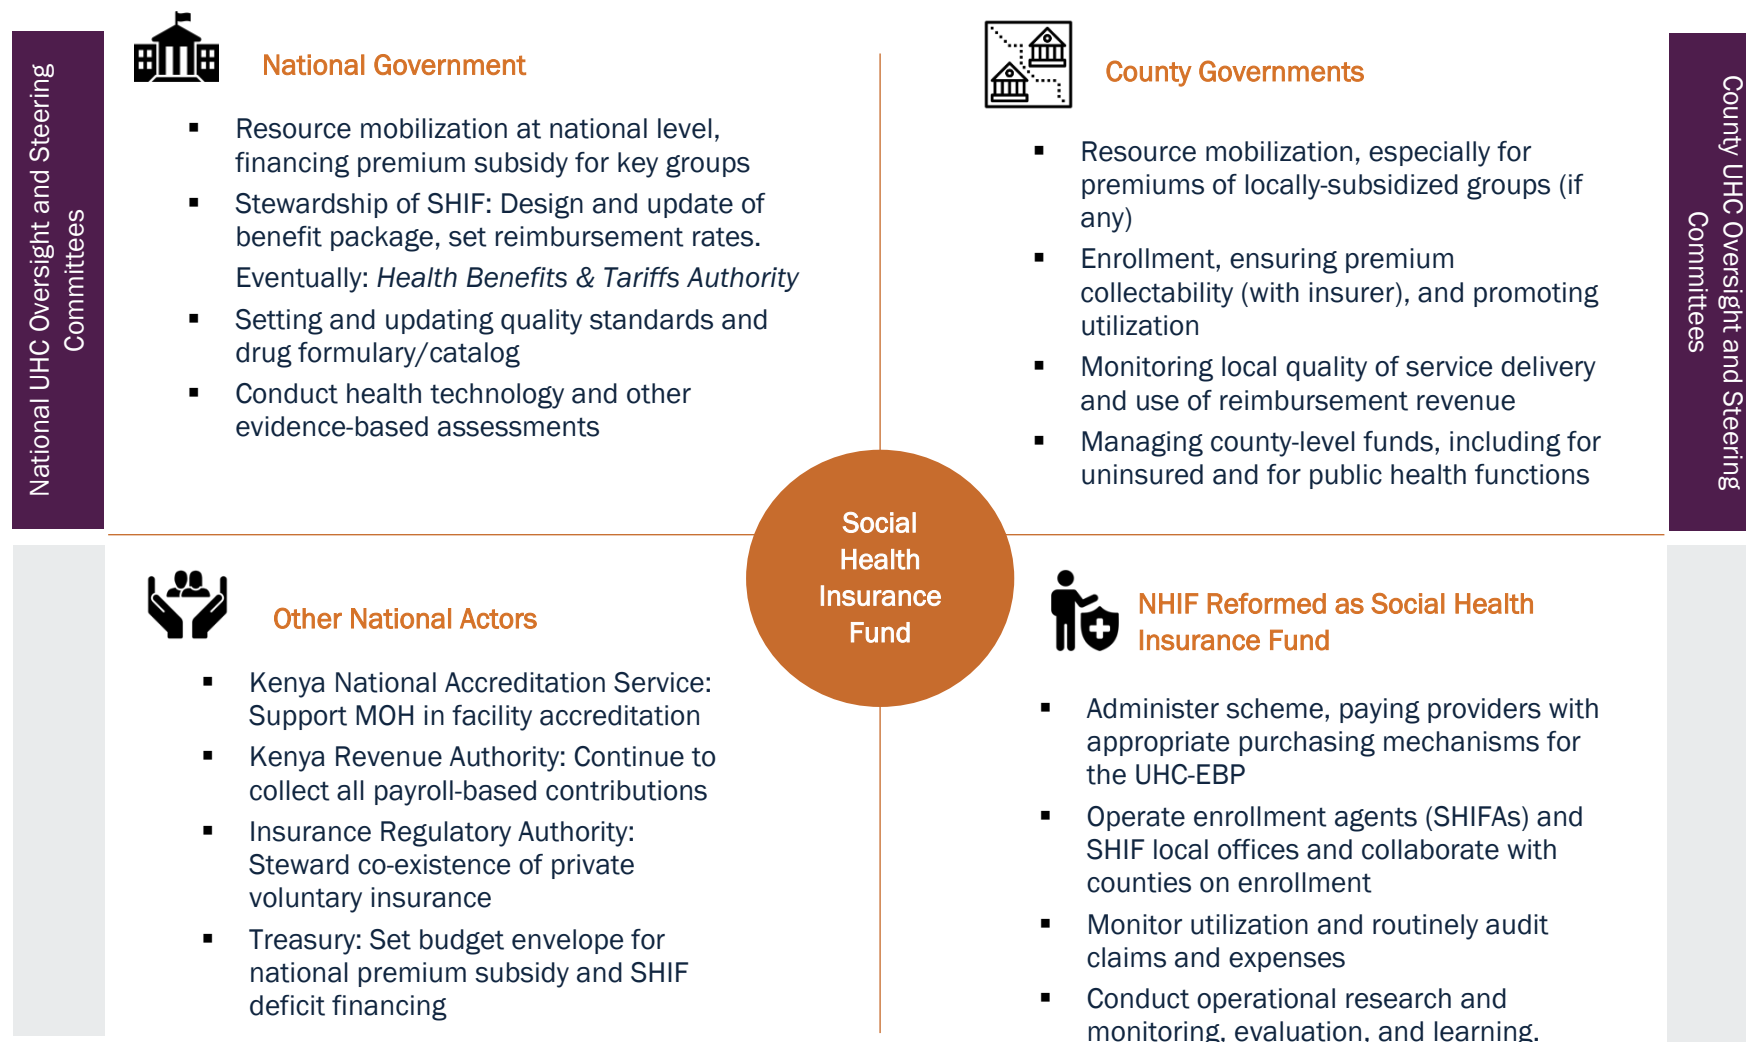 National UHC Oversight and Steering
Committees
National Government
Resource mobilization at national level,
financing premium subsidy for key groups
Stewardship of SHIF: Design and update of
benefit package, set reimbursement rates.
Eventually: Health Benefits & Tariffs Authority
Setting and updating quality standards and
drug formulary/catalog
Conduct health technology and other
evidence-based assessments
County Governments
Resource mobilization, especially for
premiums of locally-subsidized groups (if
any)
Enrollment, ensuring premium
collectability (with insurer), and promoting
utilization
Monitoring local quality of service delivery
and use of reimbursement revenue
Managing county-level funds, including for
uninsured and for public health functions
County UHC Oversight and Steering
Committees
Social
Health
Insurance
Fund
Other National Actors
Kenya National Accreditation Service:
Support MOH in facility accreditation
Kenya Revenue Authority: Continue to
collect all payroll-based contributions
Insurance Regulatory Authority:
Steward co-existence of private
voluntary insurance
Treasury: Set budget envelope for
national premium subsidy and SHIF
deficit financing
NHIF Reformed as Social Health
Insurance Fund
Administer scheme, paying providers with
appropriate purchasing mechanisms for
the UHC-EBP
Operate enrollment agents (SHIFAs) and
SHIF local offices and collaborate with
counties on enrollment
Monitor utilization and routinely audit
claims and expenses
Conduct operational research and
monitoring, evaluation, and learning.